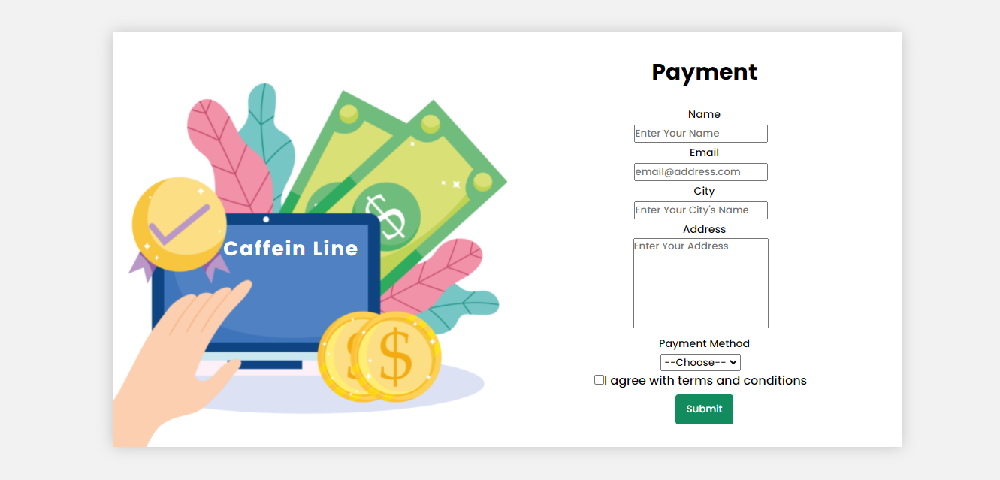 Payment
Name
Enter Your Name
Email
email@address.com
City
Enter Your City's Name
Address
Enter Your Address
Payment Method
--Choose--
I agree with terms and conditions
Submit
Caffein Line
$
$
$